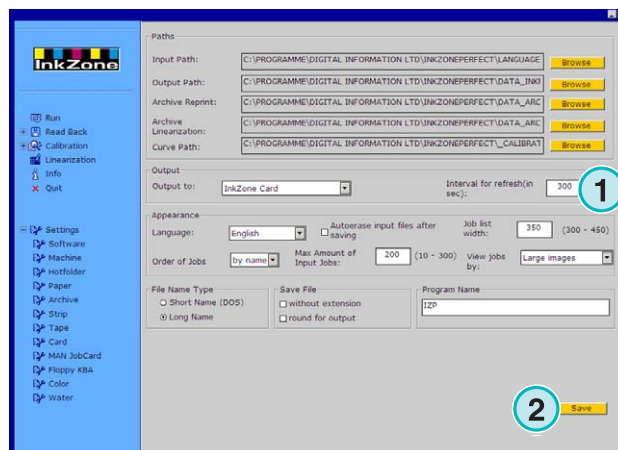 InkZone
Run
Read Back
Calibration
Linearization
Info
Quit
Settings
Software
Machine
Hotfolder
Paper
Archive
Strip
Tape
Card
MAN JobCard
Floppy KBA
Color
Water
Paths
Input Path: C:\PROGRAMME\DIGITAL INFORMATION LTD\INKZONEPERFECT\LANGUAGE Browse
Output Path: C:\PROGRAMME\DIGITAL INFORMATION LTD\INKZONEPERFECT\DATA_INK Browse
Archive Reprint: C:\PROGRAMME\DIGITAL INFORMATION LTD\INKZONEPERFECT\DATA_ARC Browse
Archive
Linearization: C:\PROGRAMME\DIGITAL INFORMATION LTD\INKZONEPERFECT\DATA_ARC Browse
Curve Path: C:\PROGRAMME\DIGITAL INFORMATION LTD\INKZONEPERFECT\_CALIBRAT Browse
Output
Output to: InkZone Card
Interval for refresh(in
sec): 300
1
Appearance
Language: English
Autoerase input files after
saving
Job list
width: 350 (300 - 450)
Order of Jobs by name
Max Amount of
Input Jobs: 200 (10 - 300)
View jobs
by: Large images
File Name Type
Short Name (DOS)
Long Name
Save File
without extension
round for output
Program Name
IZP
2
Save